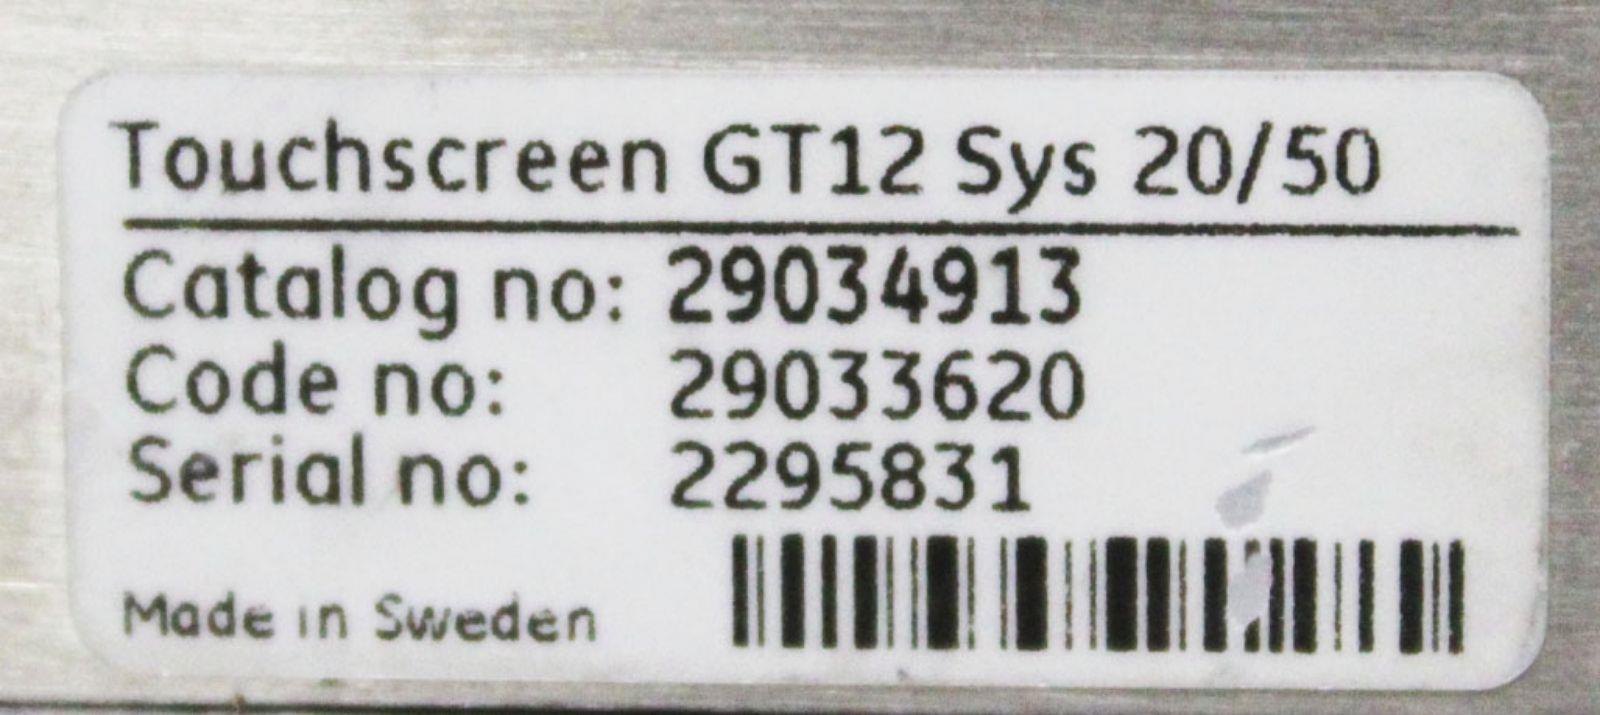 Touchscreen GT12 Sys 20/50
Catalog no: 29034913
Code no: 29033620
Serial no: 2295831
Made in Sweden